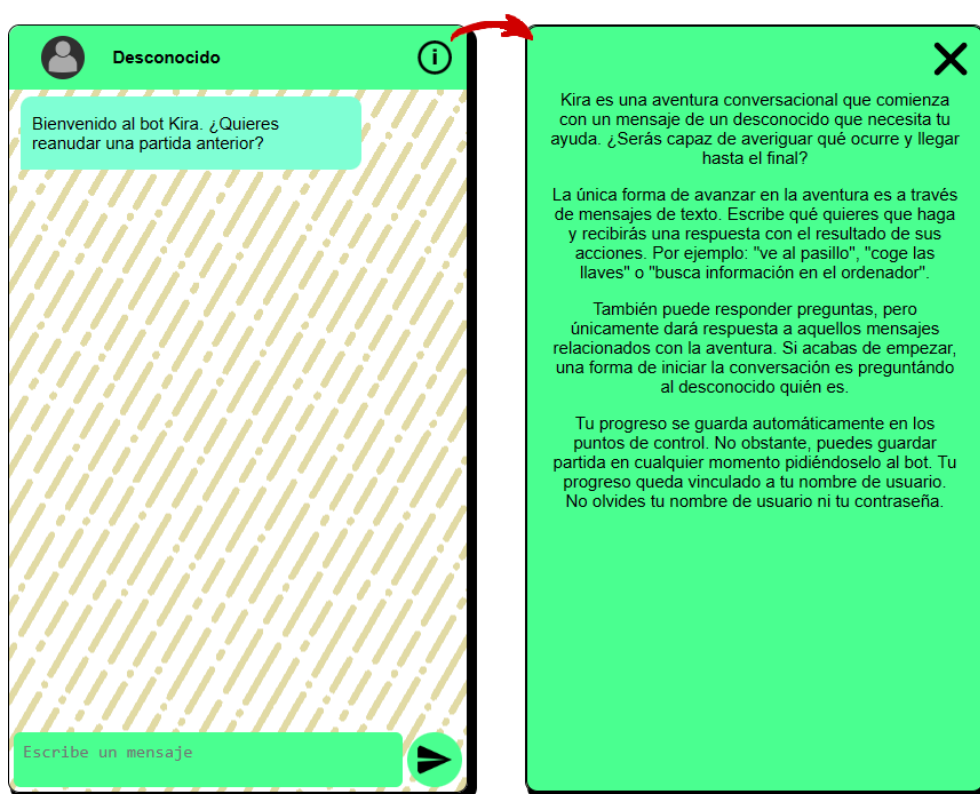 Desconocido
Bienvenido al bot Kira. ¿Quieres
reanudar una partida anterior?
Escribe un mensaje
Kira es una aventura conversacional que comienza
con un mensaje de un desconocido que necesita tu
ayuda. ¿Serás capaz de averiguar qué ocurre y llegar
hasta el final?
La única forma de avanzar en la aventura es a través
de mensajes de texto. Escribe qué quieres que haga
y recibirás una respuesta con el resultado de sus
acciones. Por ejemplo: "ve al pasillo", "coge las
llaves" o "busca información en el ordenador".
También puede responder preguntas, pero
únicamente dará respuesta a aquellos mensajes
relacionados con la aventura. Si acabas de empezar,
una forma de iniciar la conversación es preguntándo
al desconocido quién es.
Tu progreso se guarda automáticamente en los
puntos de control. No obstante, puedes guardar
partida en cualquier momento pidiéndoselo al bot. Tu
progreso queda vinculado a tu nombre de usuario.
No olvides tu nombre de usuario ni tu contraseña.